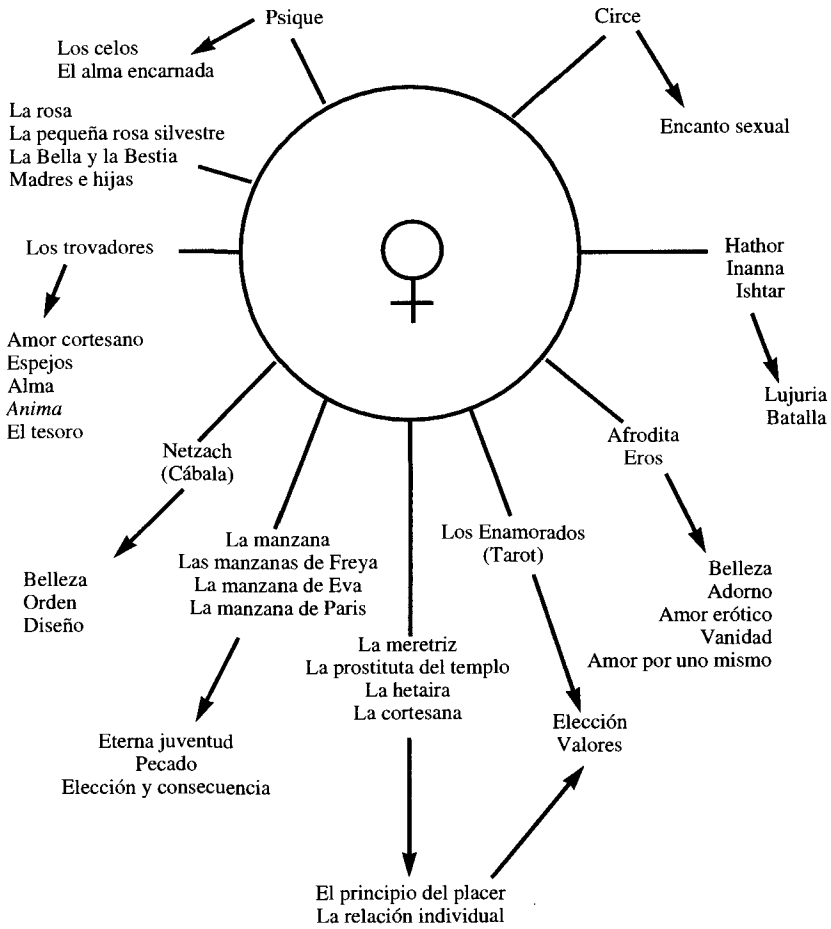 Psique
Los celos
El alma encarnada
Circe
Encanto sexual
La rosa
La pequeña rosa silvestre
La Bella y la Bestia
Madres e hijas
Los trovadores
Amor cortesano
Espejos
Alma
Anima
El tesoro
Hathor
Inanna
Ishtar
Lujuria
Batalla
Netzach
(Cábala)
Belleza
Orden
Diseño
La manzana
Las manzanas de Freya
La manzana de Eva
La manzana de Paris
Eterna juventud
Pecado
Elección y consecuencia
La meretriz
La prostituta del templo
La hetaira
La cortesana
El principio del placer
La relación individual
Los Enamorados
(Tarot)
Elección
Valores
Afrodita
Eros
Belleza
Adorno
Amor erótico
Vanidad
Amor por uno mismo